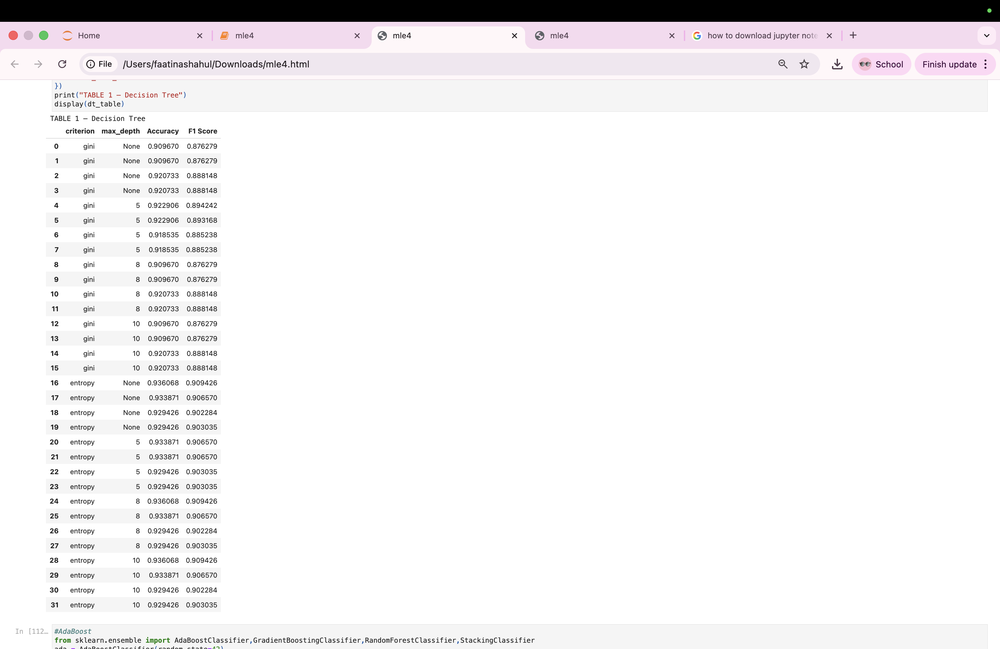 Home
mle4
mle4
mle4
how to download jupyter note
File /Users/faatinashahul/Downloads/mle4.html
School
Finish update
})
print("TABLE 1 — Decision Tree")
display(dt_table)
TABLE 1 — Decision Tree
criterion max_depth Accuracy F1 Score
0 gini None 0.909670 0.876279
1 gini None 0.909670 0.876279
2 gini None 0.920733 0.888148
3 gini None 0.920733 0.888148
4 gini 5 0.922906 0.894242
5 gini 5 0.922906 0.893168
6 gini 5 0.918535 0.885238
7 gini 5 0.918535 0.885238
8 gini 8 0.909670 0.876279
9 gini 8 0.909670 0.876279
10 gini 8 0.920733 0.888148
11 gini 8 0.920733 0.888148
12 gini 10 0.909670 0.876279
13 gini 10 0.909670 0.876279
14 gini 10 0.920733 0.888148
15 gini 10 0.920733 0.888148
16 entropy None 0.936068 0.909426
17 entropy None 0.933871 0.906570
18 entropy None 0.929426 0.902284
19 entropy None 0.929426 0.903035
20 entropy 5 0.933871 0.906570
21 entropy 5 0.933871 0.906570
22 entropy 5 0.929426 0.903035
23 entropy 5 0.929426 0.903035
24 entropy 8 0.936068 0.909426
25 entropy 8 0.933871 0.906570
26 entropy 8 0.929426 0.902284
27 entropy 8 0.929426 0.903035
28 entropy 10 0.936068 0.909426
29 entropy 10 0.933871 0.906570
30 entropy 10 0.929426 0.902284
31 entropy 10 0.929426 0.903035
In [112… #AdaBoost
from sklearn.ensemble import AdaBoostClassifier,GradientBoostingClassifier,RandomForestClassifier,StackingClassifier
ada = AdaBoostClassifier(random_state=42)